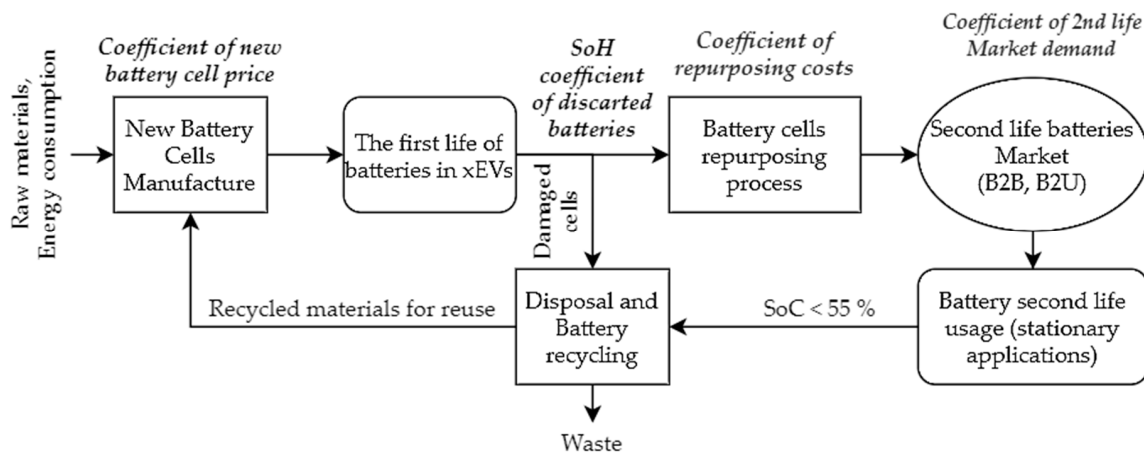 Raw materials,
Energy consumption
Coefficient of new
battery cell price
New Battery
Cells
Manufacture
The first life of
batteries in xEVs
SoH
coefficient
of discarted
batteries
Damaged
cells
Coefficient of
repurposing costs
Battery cells
repurposing
process
Coefficient of 2nd life
Market demand
Second life batteries
Market
(B2B, B2U)
Recycled materials for reuse
Disposal and
Battery
recycling
SoC < 55 %
Battery second life
usage (stationary
applications)
Waste